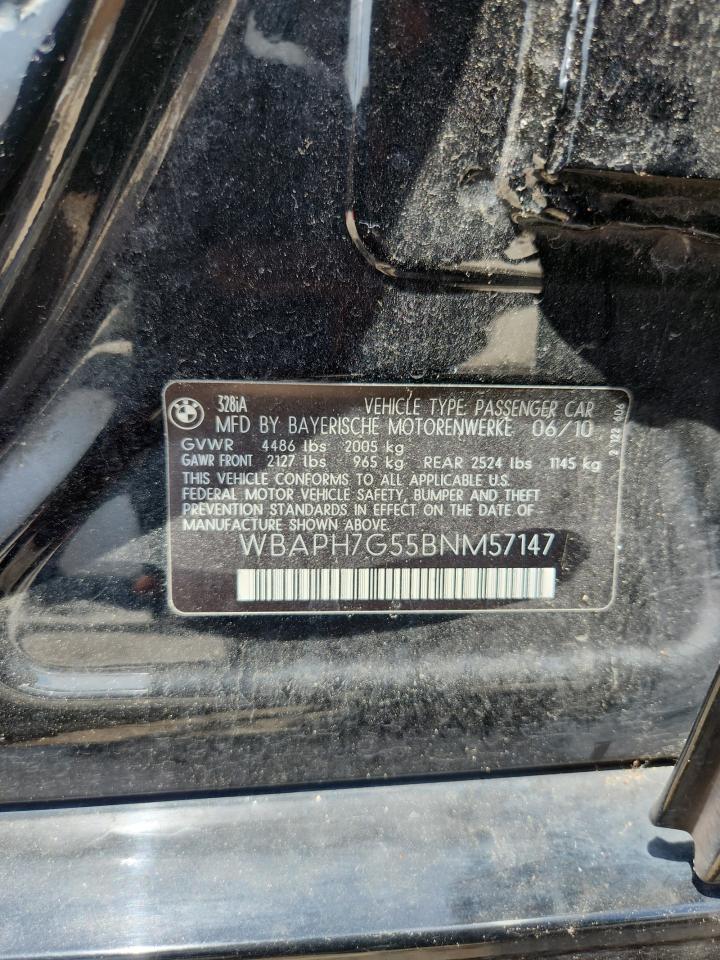 328iA VEHICLE TYPE: PASSENGER CAR
MFD BY BAYERISCHE MOTORENWERKE 06/10
GVWR 4486 lbs 2005 kg
GAWR FRONT 2127 lbs 965 kg REAR 2524 lbs 1145 kg
THIS VEHICLE CONFORMS TO ALL APPLICABLE U.S.
FEDERAL MOTOR VEHICLE SAFETY, BUMPER AND THEFT
PREVENTION STANDARDS IN EFFECT ON THE DATE OF
MANUFACTURE SHOWN ABOVE.
WBAPH7G55BNM57147